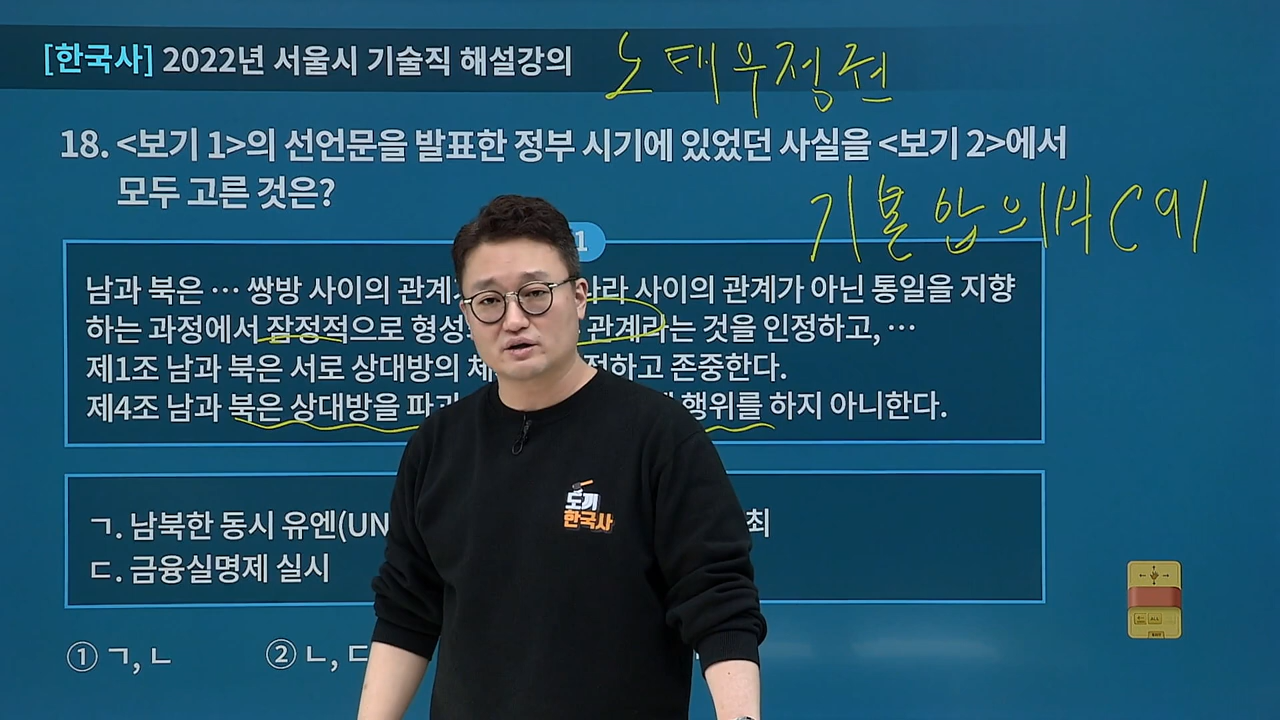 [한국사] 2022년 서울시 기술직 해설강의
노태우정권
18. <보기 1>의 선언문을 발표한 정부 시기에 있었던 사실을 <보기 2>에서
모두 고른 것은?
기본합의서 (91
1
남과 북은 … 쌍방 사이의 관계 나라 사이의 관계가 아닌 통일을 지향
하는 과정에서 잠정적으로 형성 관계라는 것을 인정하고, …
제1조 남과 북은 서로 상대방의 하고 존중한다.
제4조 남과 북은 상대방을 행위를 하지 아니한다.
ㄱ. 남북한 동시 유엔(UN 최
ㄷ. 금융실명제 실시
도끼
한국사
① ㄱ, ㄴ ② ㄴ, ㄷ